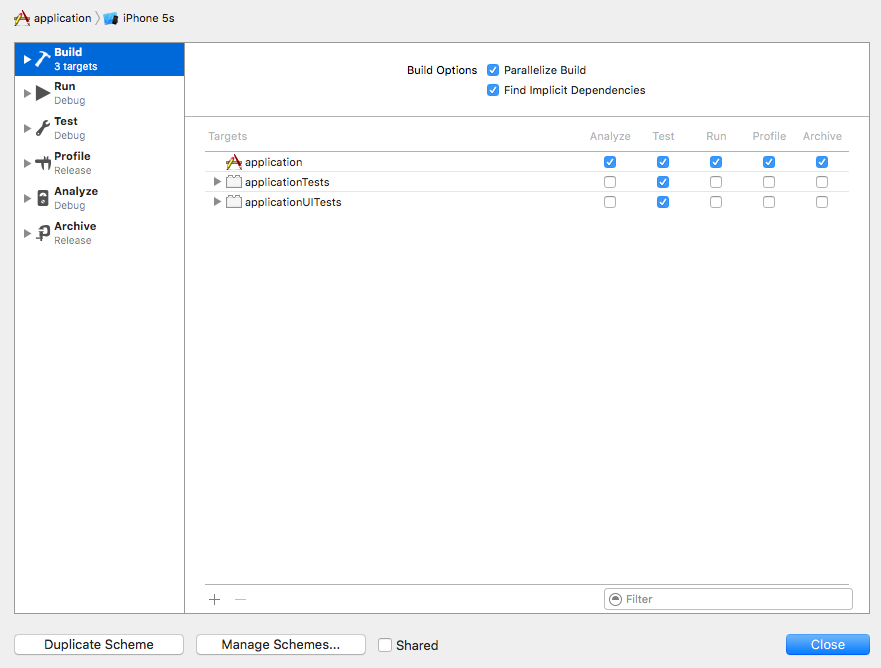 application iPhone 5s
Build
3 targets
Run
Debug
Test
Debug
Profile
Release
Analyze
Debug
Archive
Release
Build Options Parallelize Build
Find Implicit Dependencies
Targets Analyze Test Run Profile Archive
application
applicationTests
applicationUITests
Filter
Duplicate Scheme Manage Schemes... Shared Close